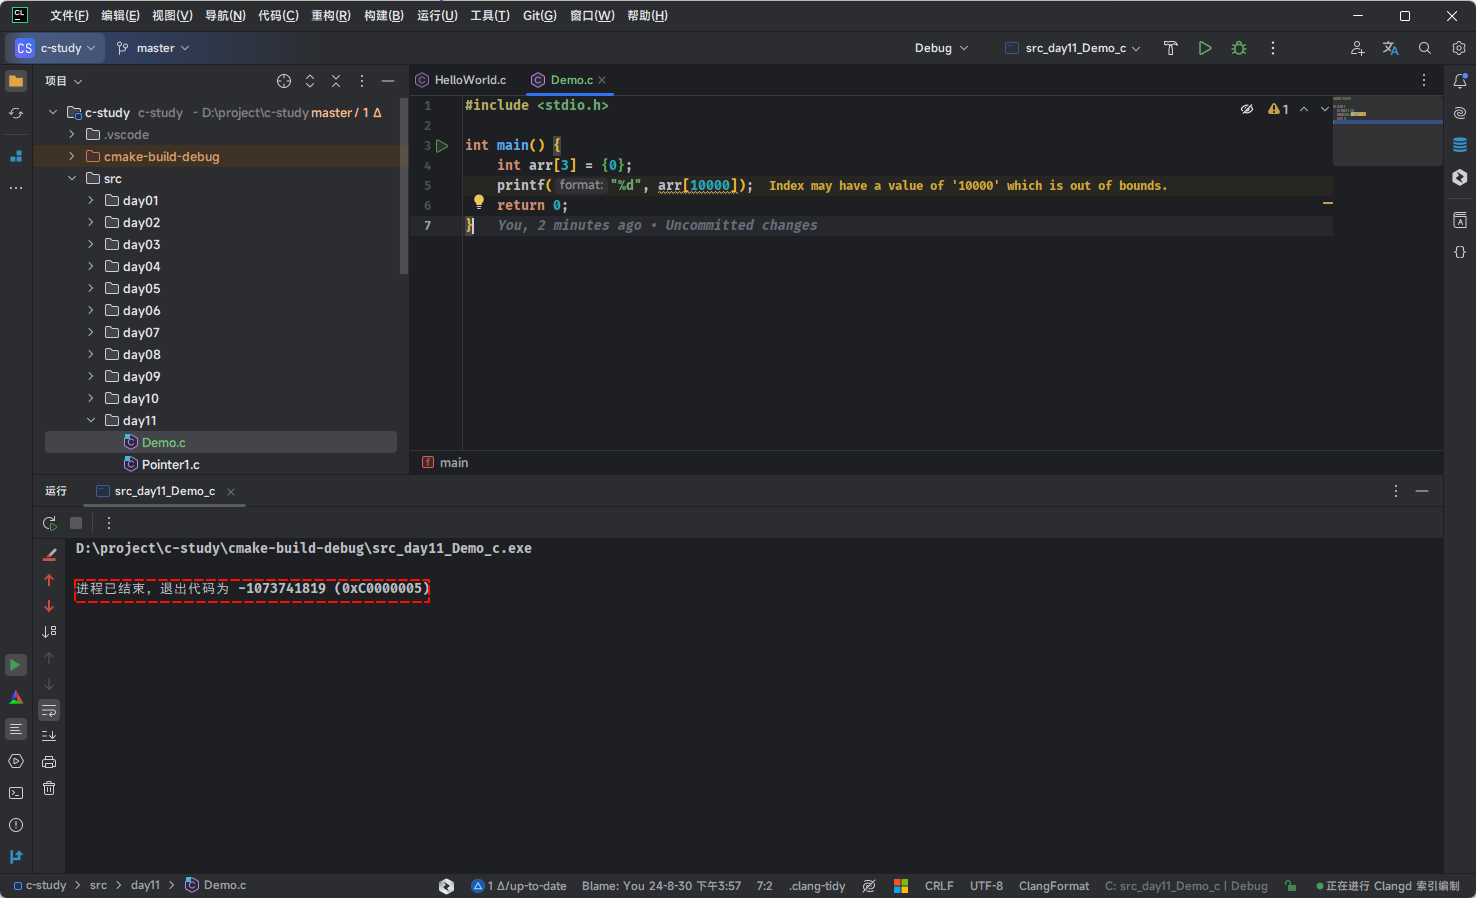 CL 文件(F) 编辑(E) 视图(V) 导航(N) 代码(C) 重构(R) 构建(B) 运行(U) 工具(T) Git(G) 窗口(W) 帮助(H)
CS c-study master Debug src_day11_Demo_c
项目
HelloWorld.c Demo.c
c-study c-study - D:\project\c-study master / 1 Δ
.vscode
cmake-build-debug
src
day01
day02
day03
day04
day05
day06
day07
day08
day09
day10
day11
Demo.c
Pointer1.c
1 #include <stdio.h>
2
3 int main() {
4 int arr[3] = {0};
5 printf( format: "%d", arr[10000]); Index may have a value of '10000' which is out of bounds.
6 return 0;
7 } You, 2 minutes ago • Uncommitted changes
1
main
运行 src_day11_Demo_c
D:\project\c-study\cmake-build-debug\src_day11_Demo_c.exe
进程已结束，退出代码为 -1073741819 (0xC0000005)
c-study > src > day11 > Demo.c 1 Δ/up-to-date Blame: You 24-8-30 下午3:57 7:2 .clang-tidy CRLF UTF-8 ClangFormat C: src_day11_Demo_c | Debug 正在进行 Clangd 索引编制